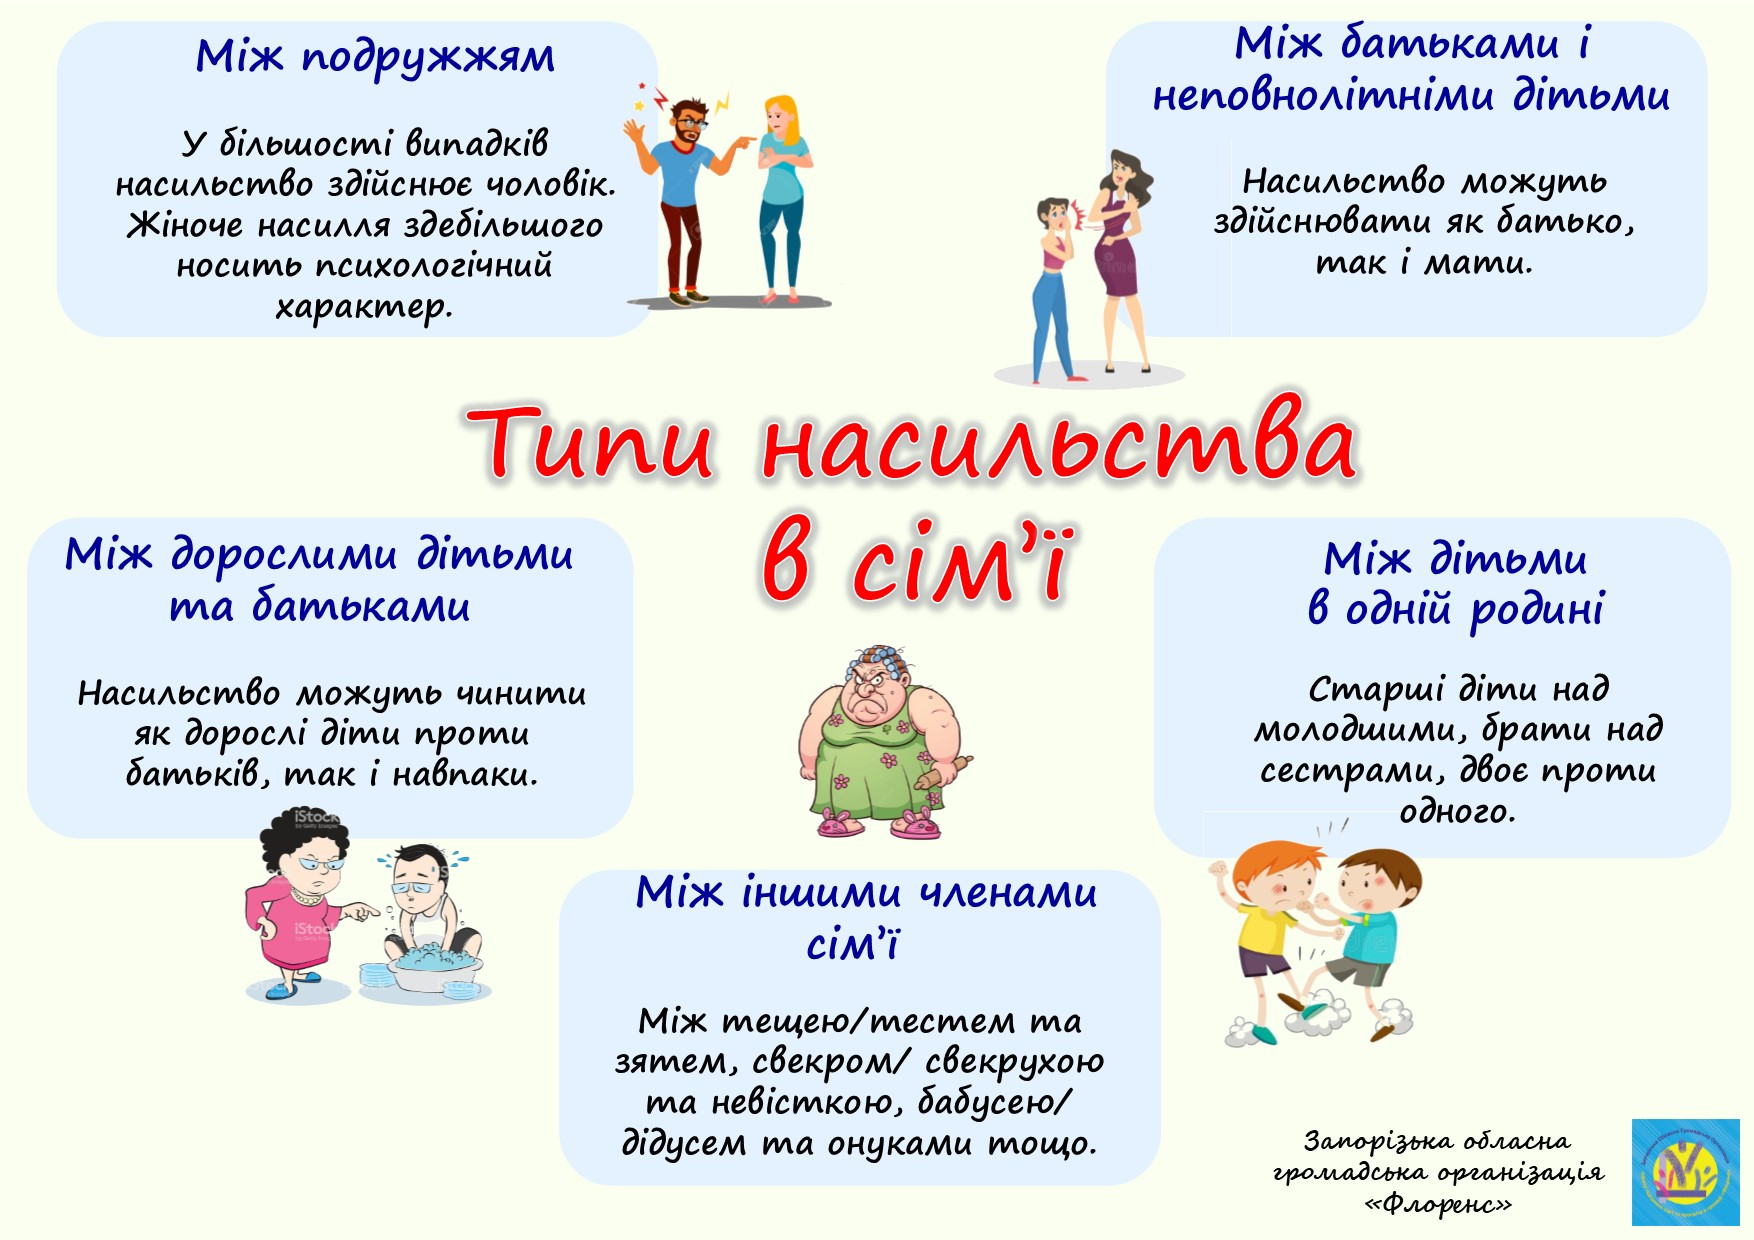 Між подружжям
У більшості випадків
насильство здійснює чоловік.
Жіноче насилля здебільшого
носить психологічний
характер.
Між батьками і
неповнолітніми дітьми
Насильство можуть
здійснювати як батько,
так і мати.
Типи насильства
в сім’ї
Між дорослими дітьми
та батьками
Насильство можуть чинити
як дорослі діти проти
батьків, так і навпаки.
iStock
iStock
Між дітьми
в одній родині
Старші діти над
молодшими, брати над
сестрами, двоє проти
одного.
Між іншими членами
сім’ї
Між тещею/тестем та
зятем, свекром/ свекрухою
та невісткою, бабусею/
дідусем та онуками тощо.
Запорізька обласна
громадська організація
«Флоренс»